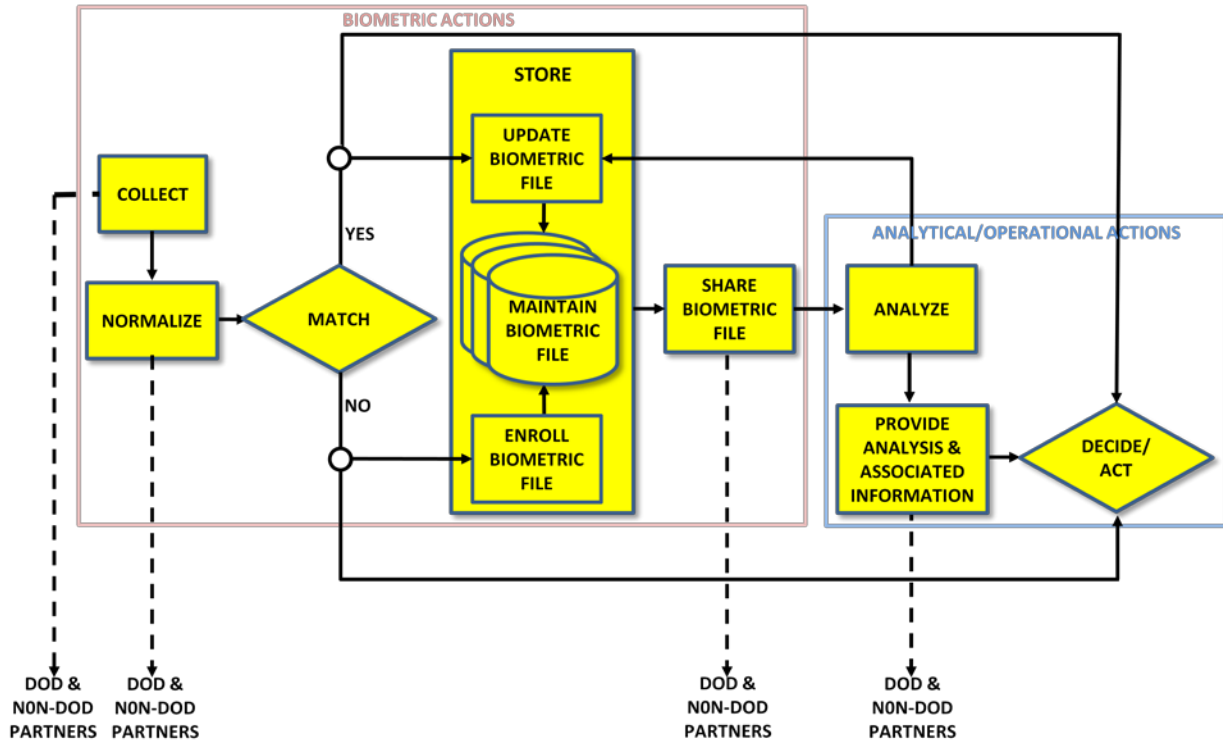 BIOMETRIC ACTIONS
STORE
UPDATE
BIOMETRIC
FILE
COLLECT
YES
ANALYTICAL/OPERATIONAL ACTIONS
NORMALIZE
MATCH
MAINTAIN
BIOMETRIC
FILE
SHARE
BIOMETRIC
FILE
ANALYZE
NO
ENROLL
BIOMETRIC
FILE
PROVIDE
ANALYSIS &
ASSOCIATED
INFORMATION
DECIDE/
ACT
DOD &
N0N-DOD
PARTNERS
DOD &
N0N-DOD
PARTNERS
DOD &
N0N-DOD
PARTNERS
DOD &
N0N-DOD
PARTNERS